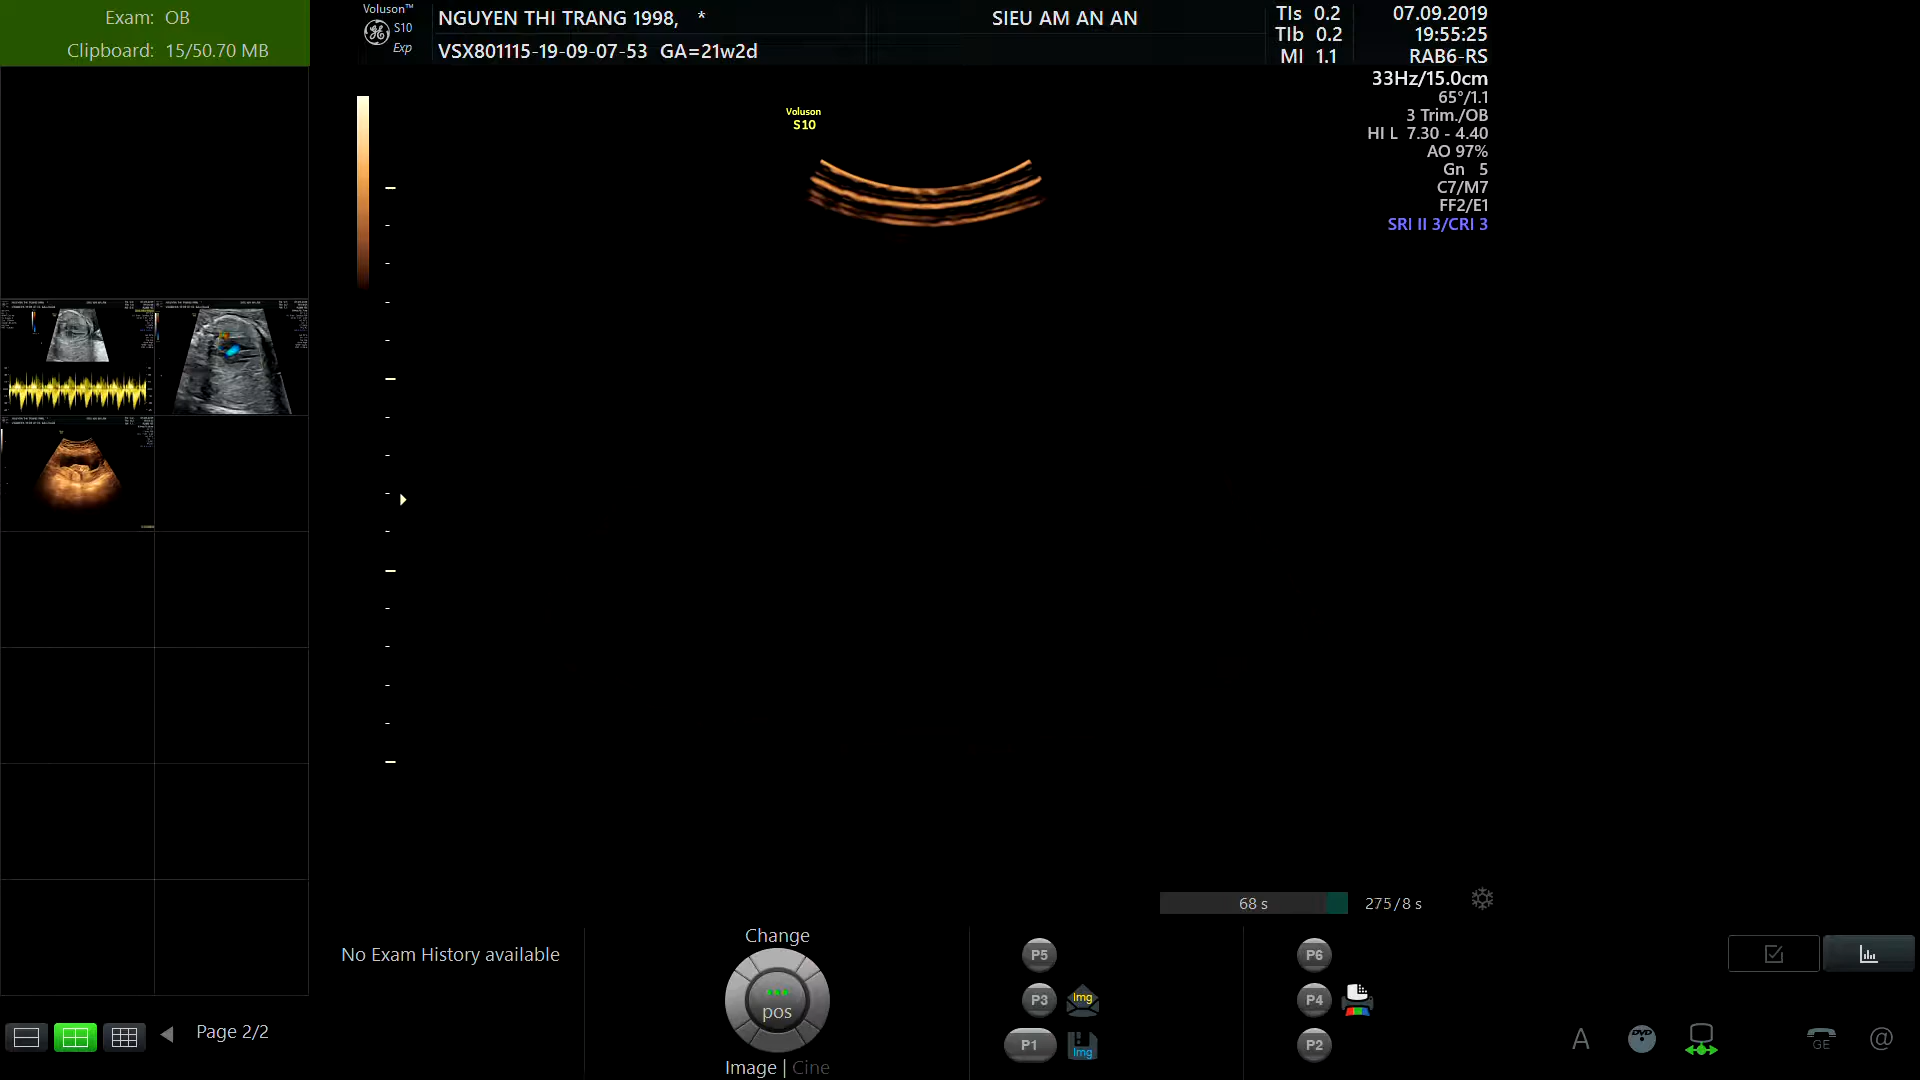 Exam: OB
Clipboard: 15/50.70 MB
Voluson™
S10
Exp
NGUYEN THI TRANG 1998, *
VSX801115-19-09-07-53 GA=21w2d
SIEU AM AN AN
TIs 0.2
TIb 0.2
MI 1.1
07.09.2019
19:55:25
RAB6-RS
33Hz/15.0cm
65°/1.1
3 Trim./OB
HI L 7.30 - 4.40
AO 97%
Gn 5
C7/M7
FF2/E1
SRI II 3/CRI 3
Voluson
S10
68 s
275/8 s
No Exam History available
Change
pos
Image | Cine
P5
P3 Img
P1 Img
P6
P4
P2
Page 2/2
A
DVD
GE
@